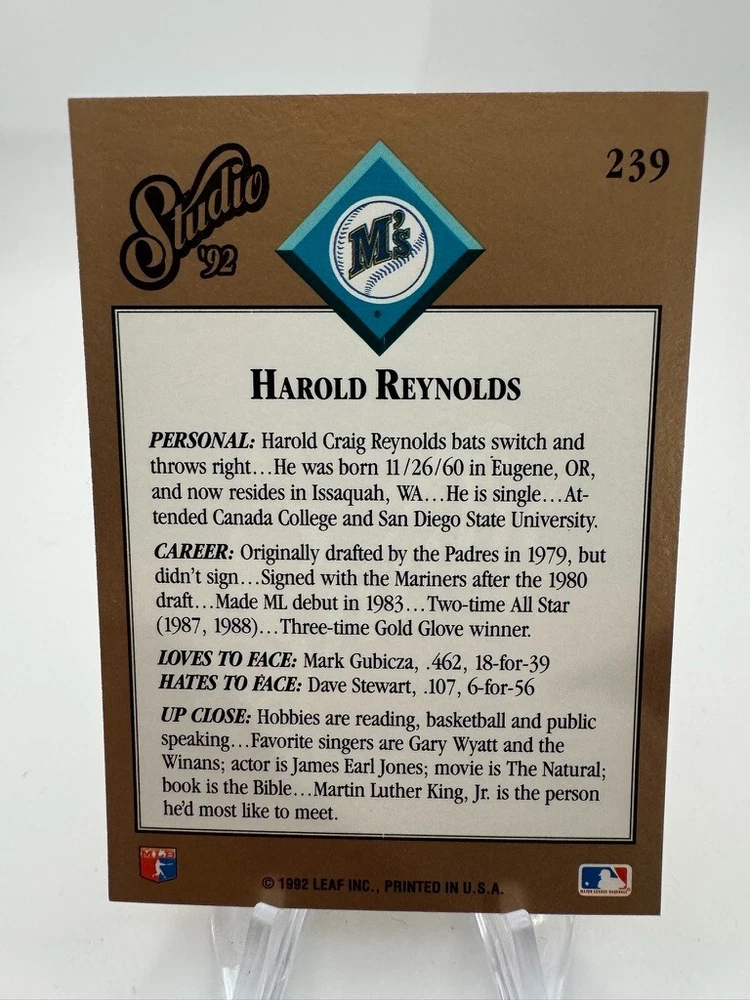 Studio
'92
239
M's
®
HAROLD REYNOLDS
PERSONAL: Harold Craig Reynolds bats switch and
throws right...He was born 11/26/60 in Eugene, OR,
and now resides in Issaquah, WA...He is single...At-
tended Canada College and San Diego State University.
CAREER: Originally drafted by the Padres in 1979, but
didn't sign...Signed with the Mariners after the 1980
draft...Made ML debut in 1983...Two-time All Star
(1987, 1988)...Three-time Gold Glove winner.
LOVES TO FACE: Mark Gubicza, .462, 18-for-39
HATES TO FACE: Dave Stewart, .107, 6-for-56
UP CLOSE: Hobbies are reading, basketball and public
speaking...Favorite singers are Gary Wyatt and the
Winans; actor is James Earl Jones; movie is The Natural;
book is the Bible...Martin Luther King, Jr. is the person
he'd most like to meet.
© 1992 LEAF INC., PRINTED IN U.S.A.
MAJOR LEAGUE BASEBALL